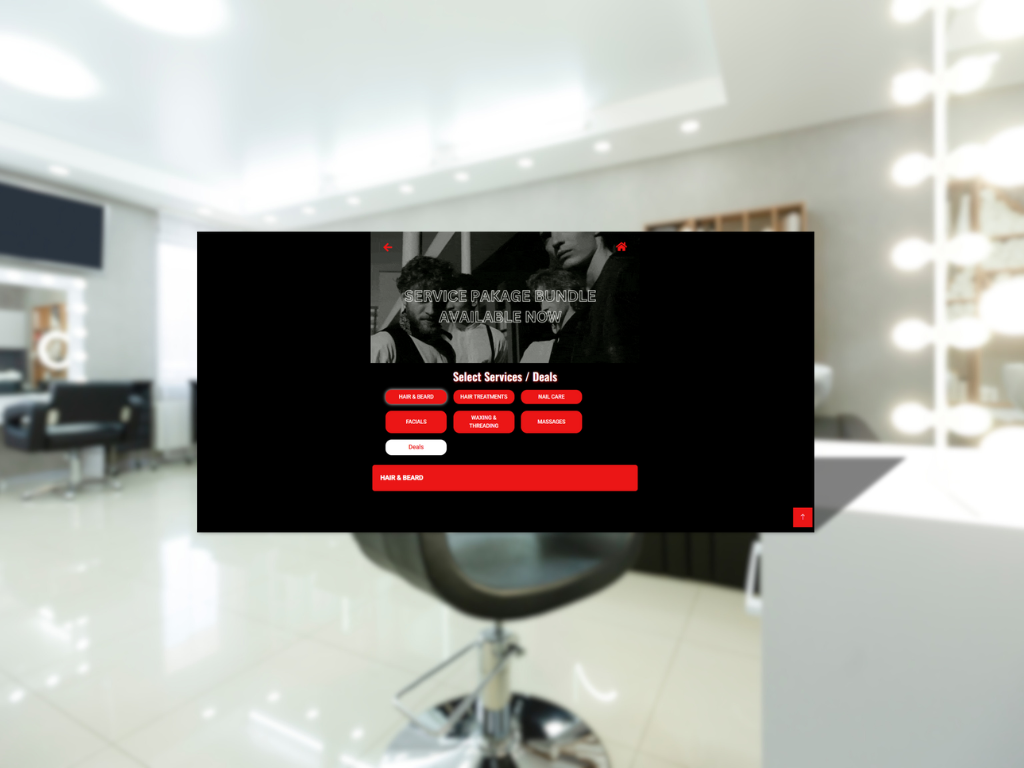 SERVICE PAKAGE BUNDLE
AVAILABLE NOW
Select Services / Deals
HAIR & BEARD
HAIR TREATMENTS
NAIL CARE
FACIALS
WAXING &
THREADING
MASSAGES
Deals
HAIR & BEARD